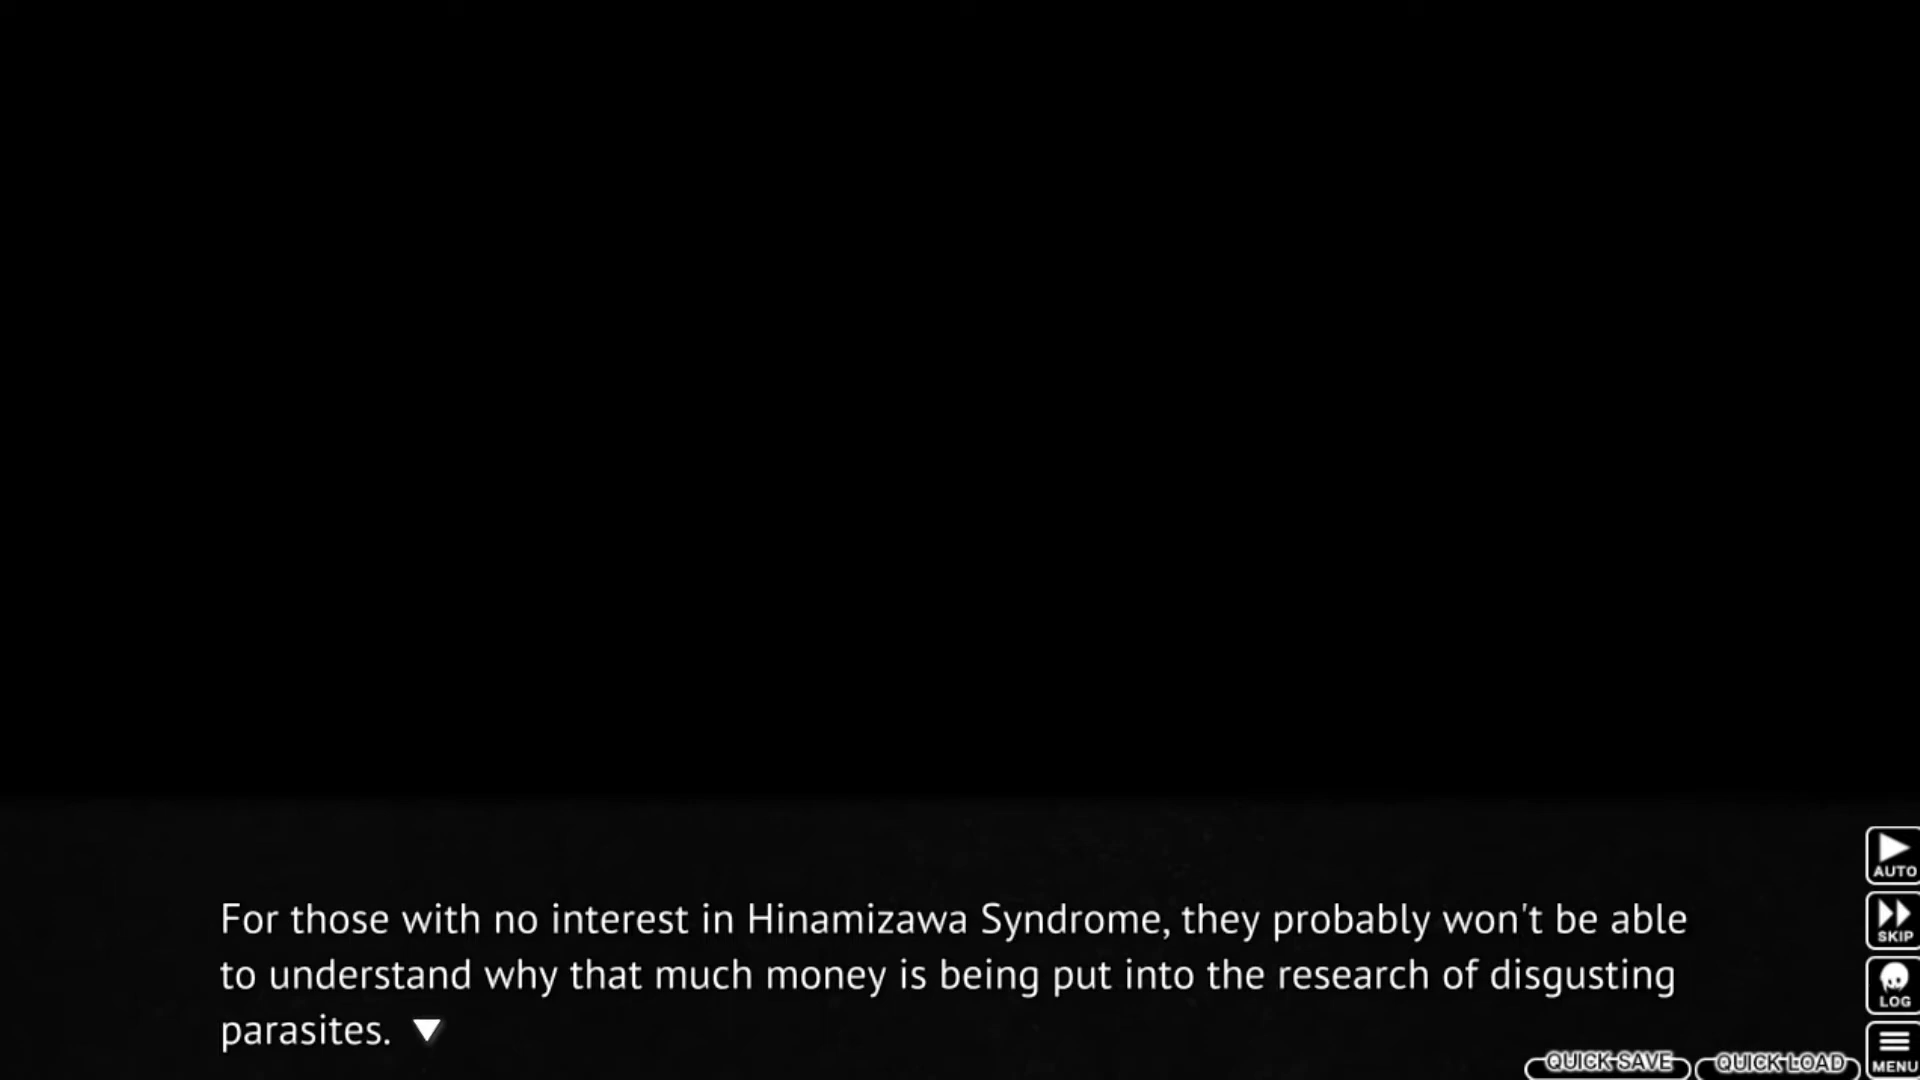 For those with no interest in Hinamizawa Syndrome, they probably won't be able
to understand why that much money is being put into the research of disgusting
parasites.
AUTO
SKIP
LOG
MENU
QUICK SAVE
QUICK LOAD